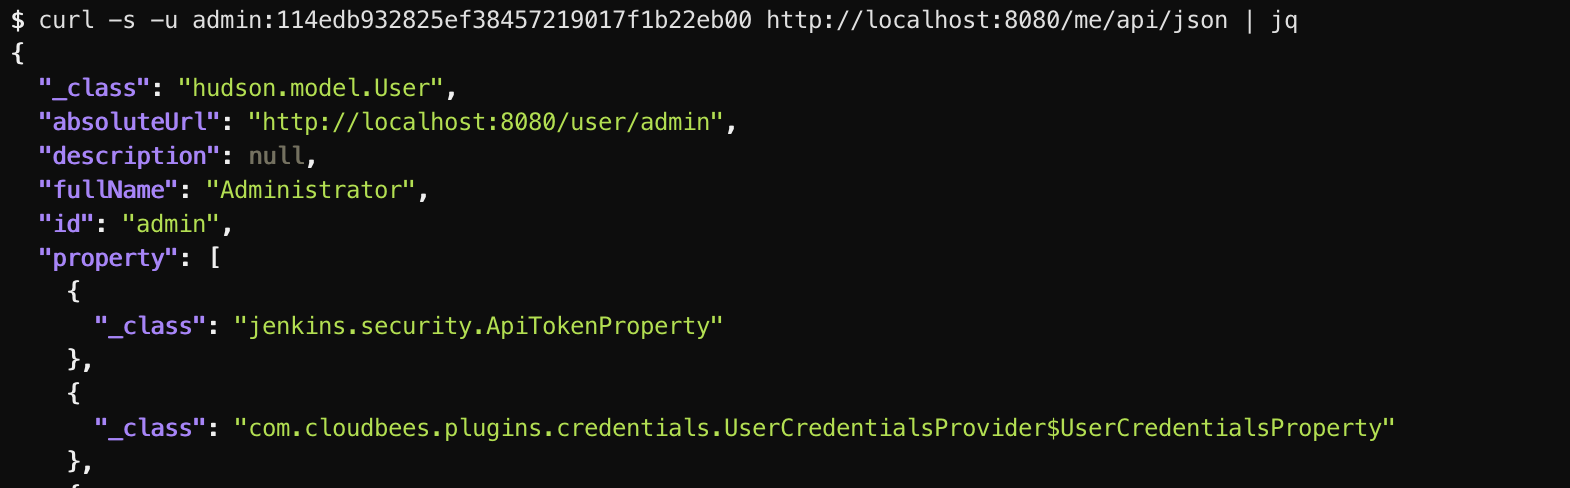 $ curl -s -u admin:114edb932825ef38457219017f1b22eb00 http://localhost:8080/me/api/json | jq
{
  "_class": "hudson.model.User",
  "absoluteUrl": "http://localhost:8080/user/admin",
  "description": null,
  "fullName": "Administrator",
  "id": "admin",
  "property": [
    {
      "_class": "jenkins.security.ApiTokenProperty"
    },
    {
      "_class": "com.cloudbees.plugins.credentials.UserCredentialsProvider$UserCredentialsProperty"
    },